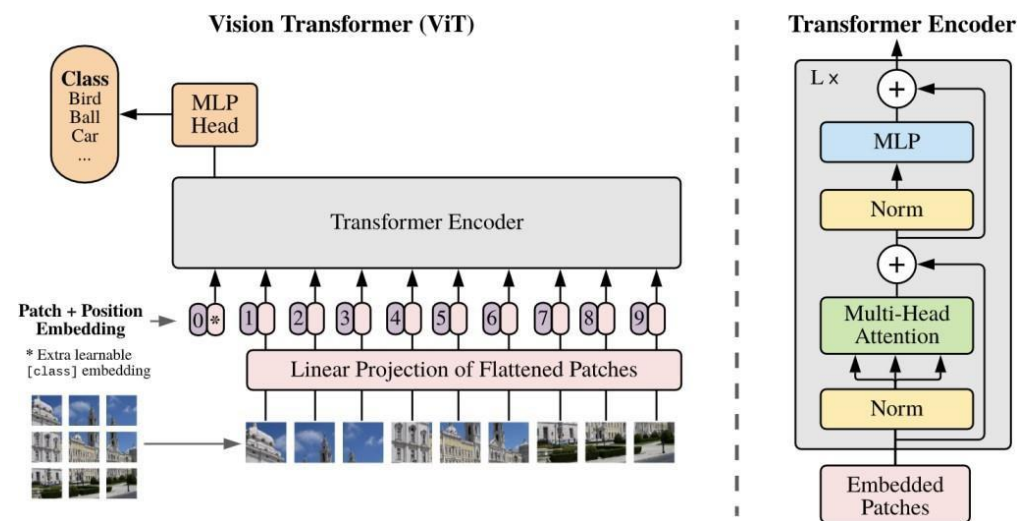 Vision Transformer (ViT)
Class
Bird
Ball
Car
...
MLP
Head
Transformer Encoder
Patch + Position
Embedding
0 * 1 2 3 4 5 6 7 8 9
* Extra learnable
[class] embedding
Linear Projection of Flattened Patches
Transformer Encoder
L ×
+
MLP
Norm
+
Multi-Head
Attention
Norm
Embedded
Patches